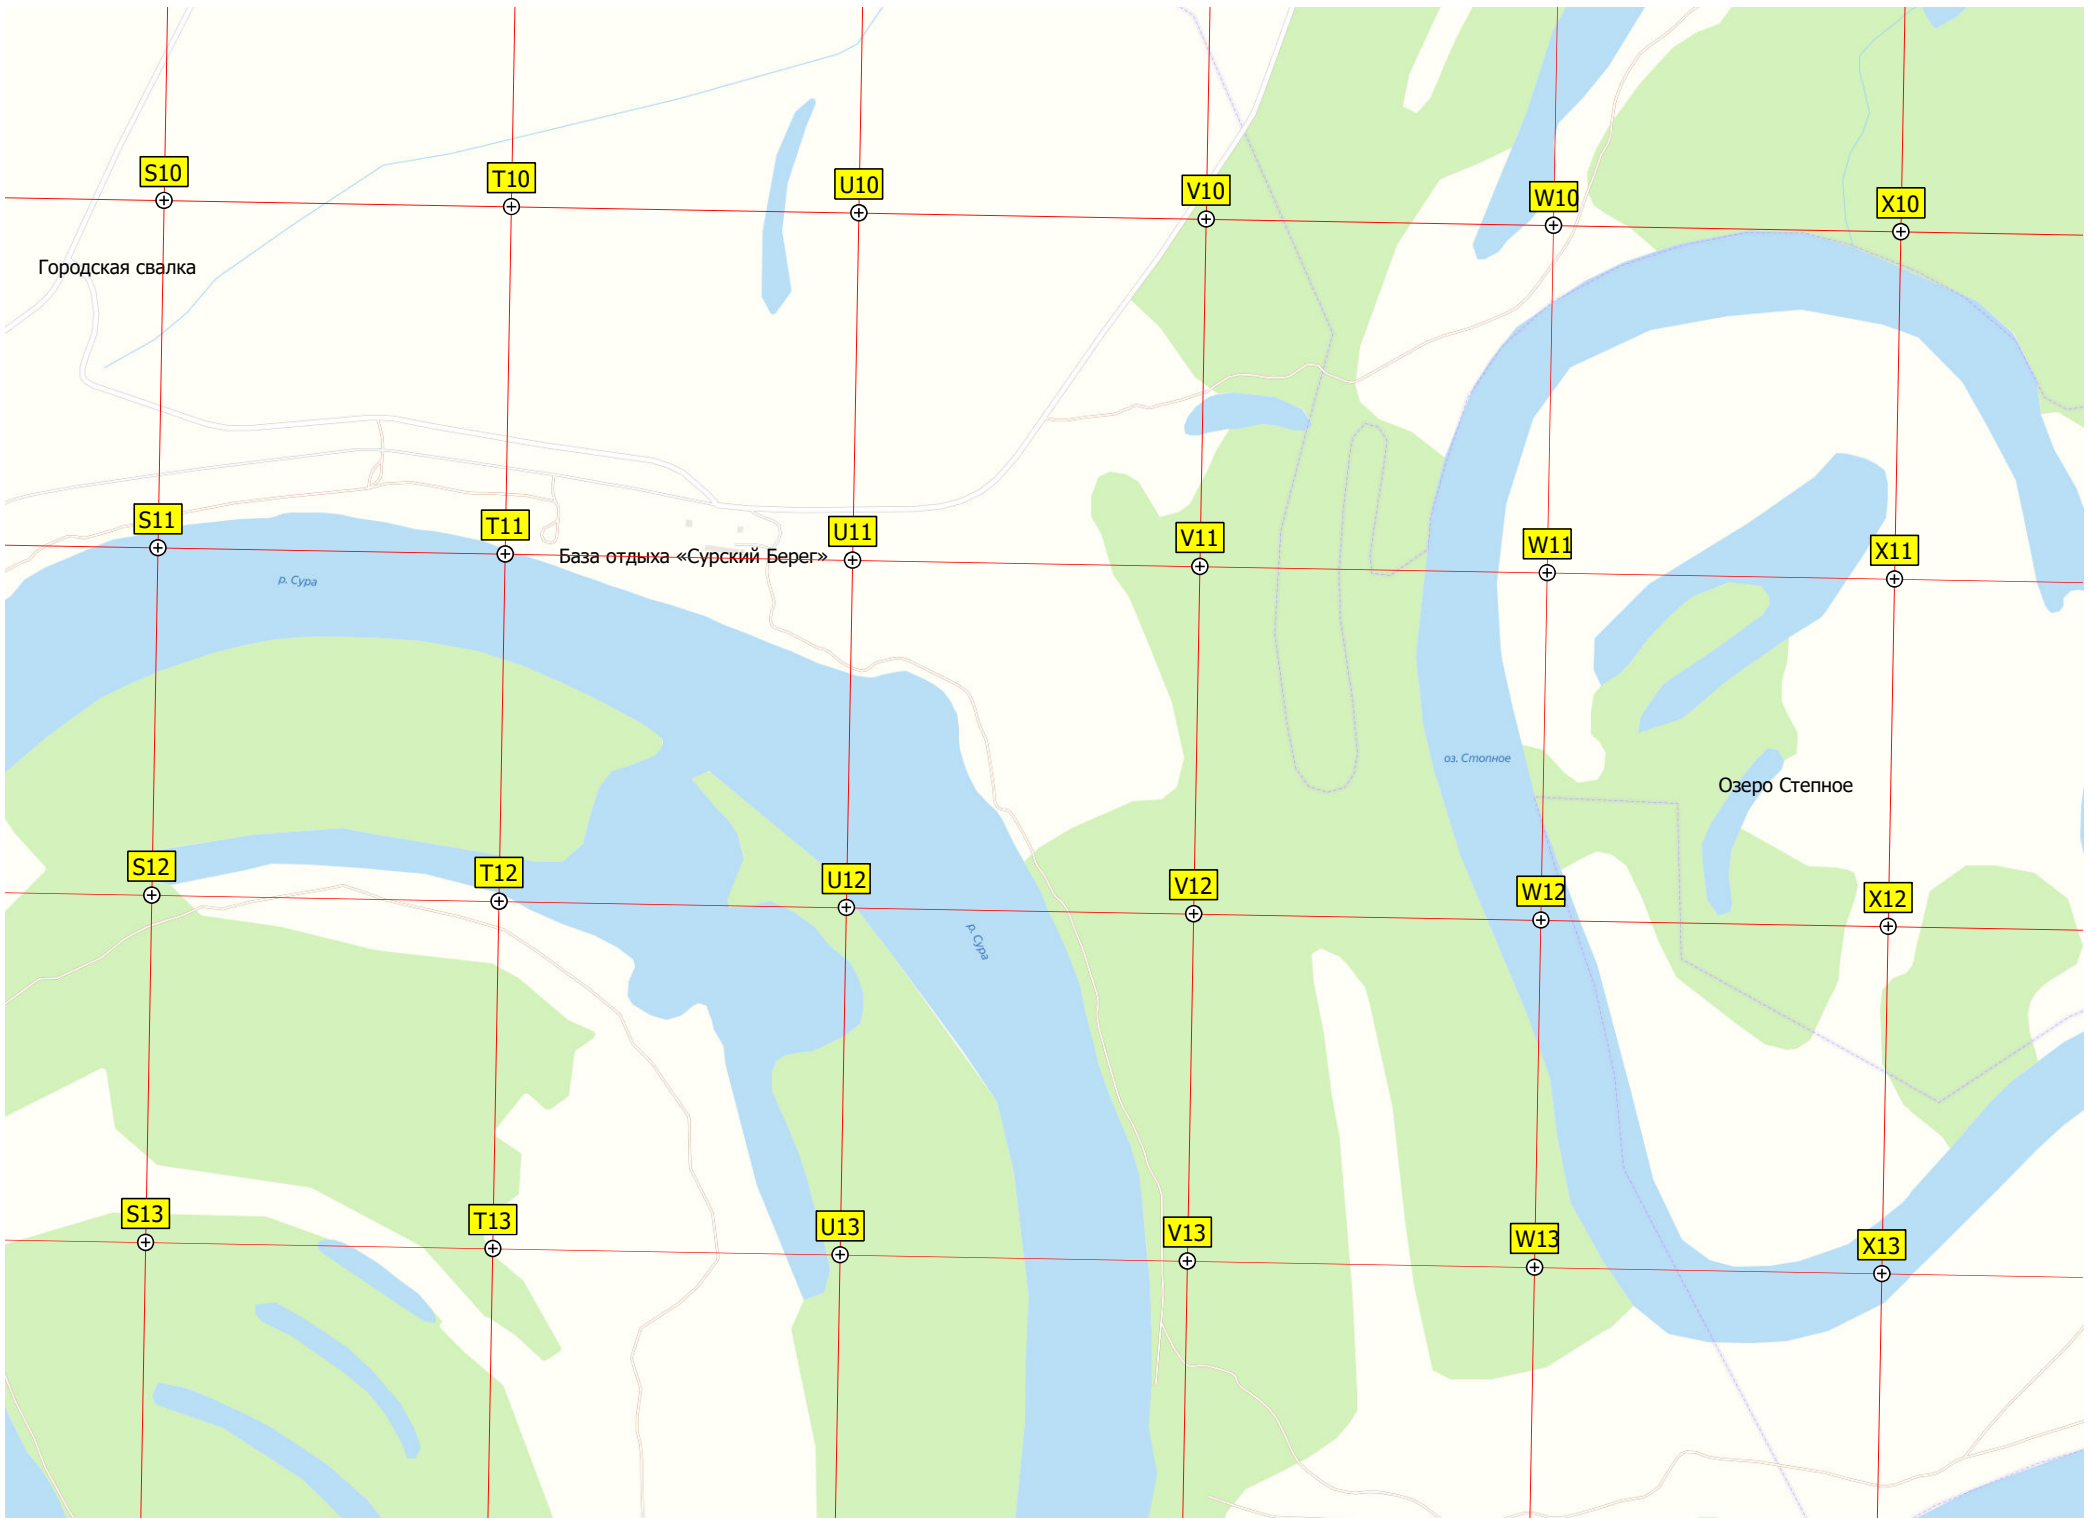 S10
T10
U10
V10
W10
X10
Городская свалка
S11
T11
U11
V11
W11
X11
База отдыха «Сурский Берег»
р. Сура
оз. Стопное
Озеро Степное
S12
T12
U12
V12
W12
X12
р. Сура
S13
T13
U13
V13
W13
X13